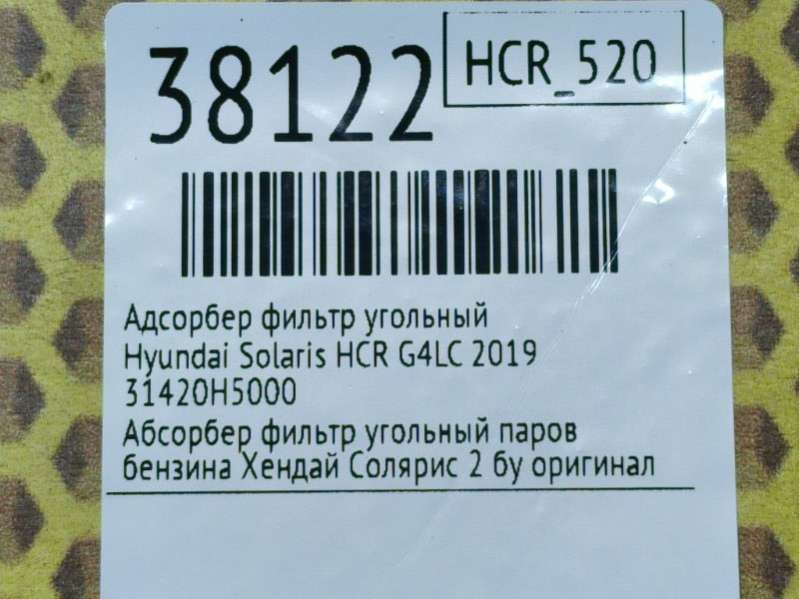 38122
HCR_520
Адсорбер фильтр угольный
Hyundai Solaris HCR G4LC 2019
31420H5000
Абсорбер фильтр угольный паров
бензина Хендай Солярис 2 бу оригинал